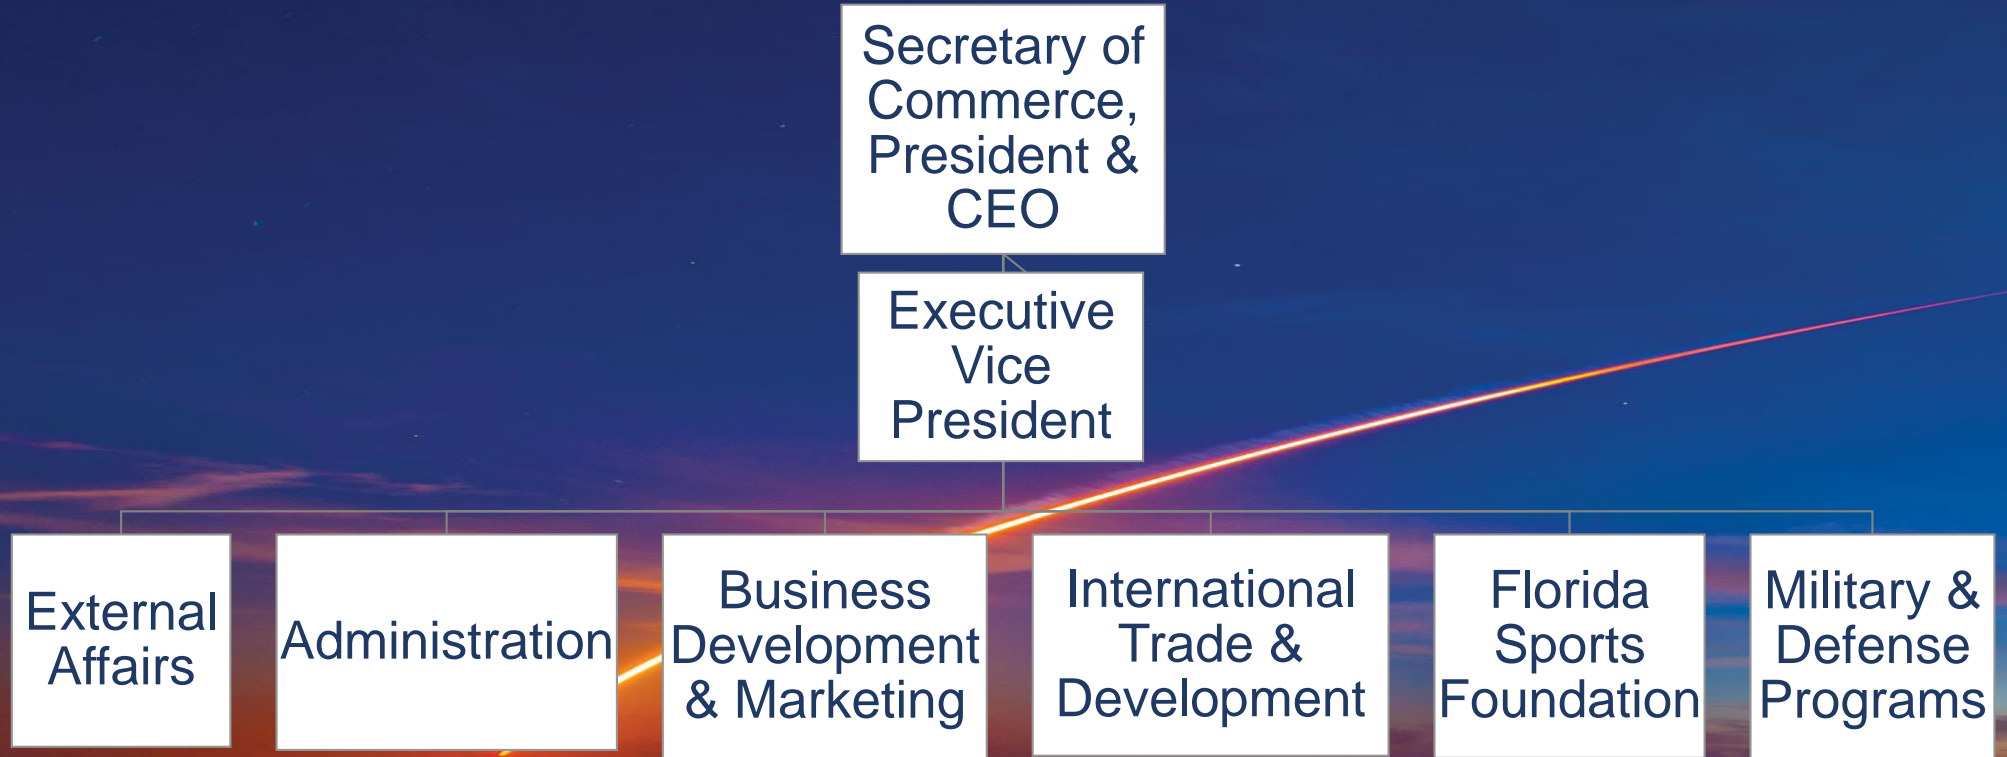 Secretary of
Commerce,
President &
CEO
Executive
Vice
President
External
Affairs
Administration
Business
Development
& Marketing
International
Trade &
Development
Florida
Sports
Foundation
Military &
Defense
Programs